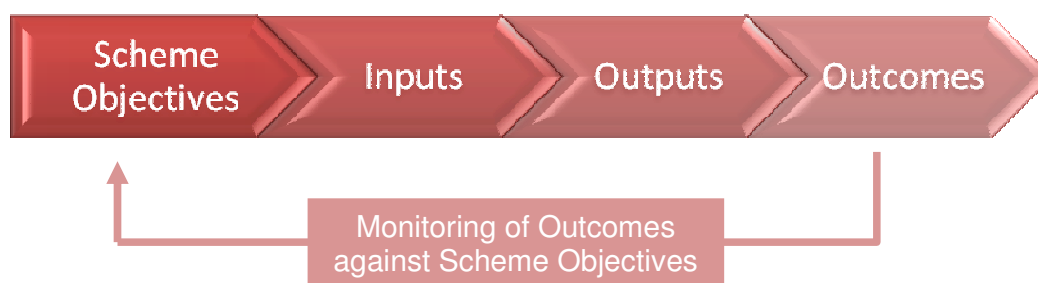 Scheme
Objectives
Inputs
Outputs
Outcomes
Monitoring of Outcomes
against Scheme Objectives